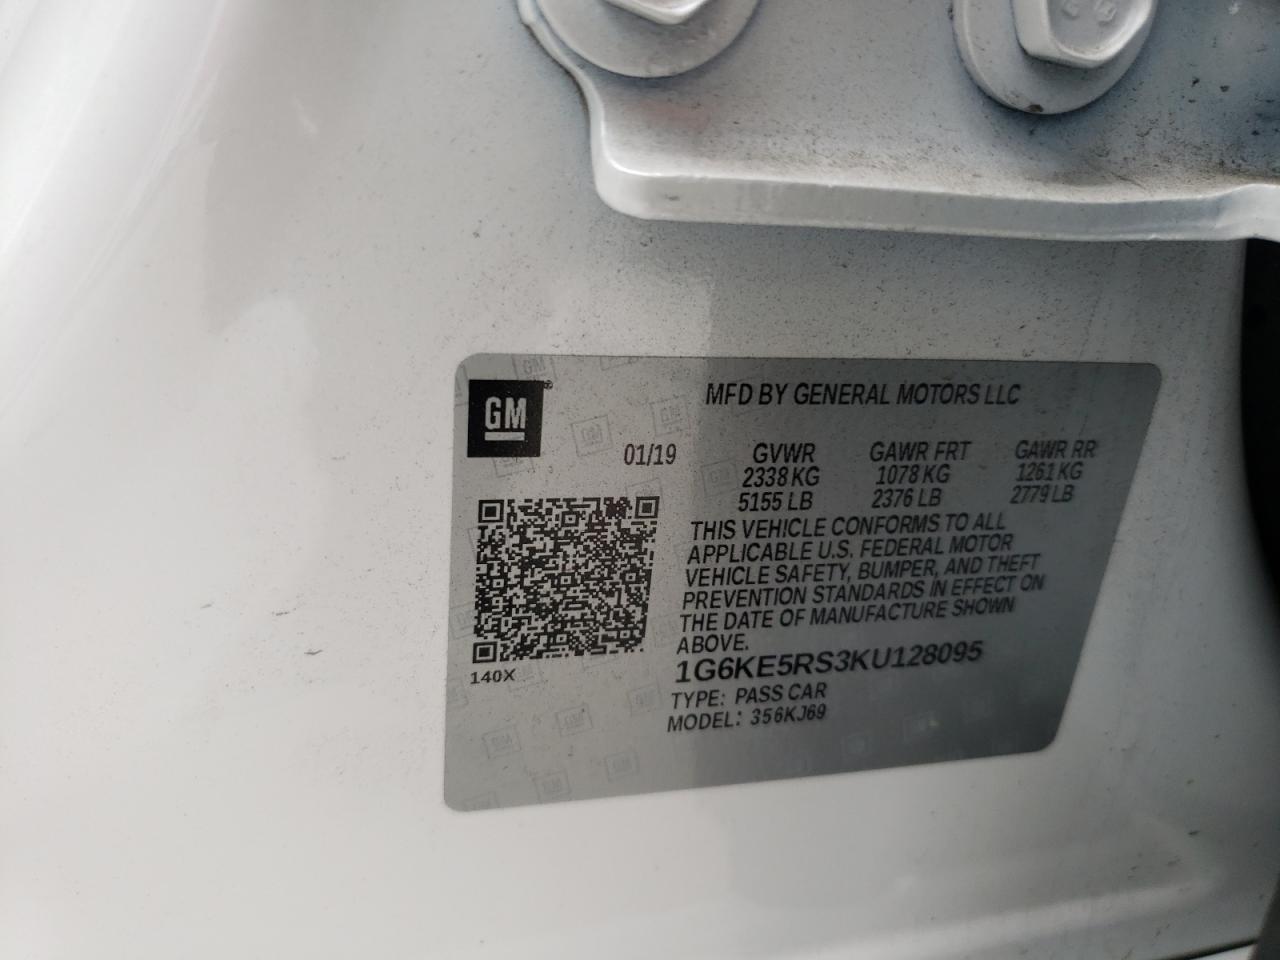 GM®
MFD BY GENERAL MOTORS LLC
01/19
GVWR GAWR FRT GAWR RR
2338 KG 1078 KG 1261 KG
5155 LB 2376 LB 2779 LB
THIS VEHICLE CONFORMS TO ALL
APPLICABLE U.S. FEDERAL MOTOR
VEHICLE SAFETY, BUMPER, AND THEFT
PREVENTION STANDARDS IN EFFECT ON
THE DATE OF MANUFACTURE SHOWN
ABOVE.
140X
1G6KE5RS3KU128095
TYPE: PASS CAR
MODEL: 356KJ69